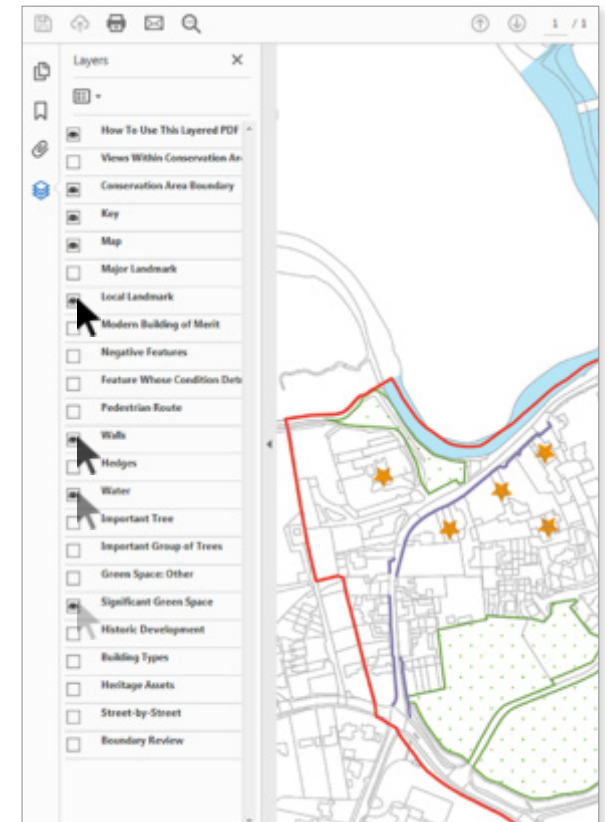 1 / 1
Layers
How To Use This Layered PDF
Views Within Conservation Ar
Conservation Area Boundary
Key
Map
Major Landmark
Local Landmark
Modern Building of Merit
Negative Features
Feature Whose Condition Detr
Pedestrian Route
Walls
Hedges
Water
Important Tree
Important Group of Trees
Green Space: Other
Significant Green Space
Historic Development
Building Types
Heritage Assets
Street-by-Street
Boundary Review